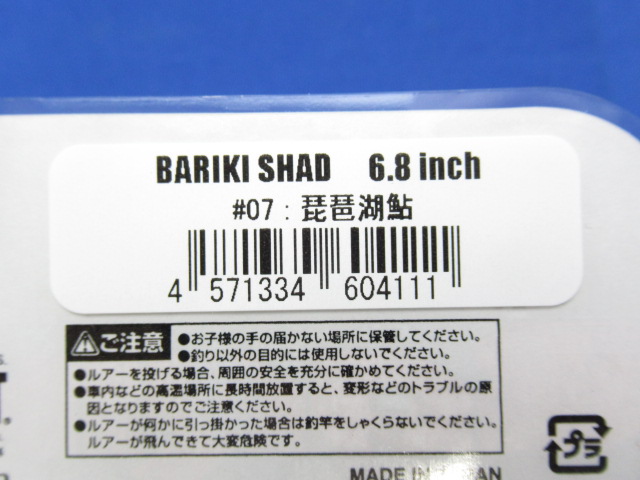 BARIKI SHAD 6.8 inch
#07:琵琶湖鮎
4 571334 604111
ご注意
●お子様の手の届かない場所に保管してください。
●釣り以外の目的には使用しないでください。
●ルアーを投げる場合、周囲の安全を充分に確かめてください。
●車内などの高温場所に長時間放置すると、変形などのトラブルの原
因となりますのでご注意ください。
●ルアーが何かに引っ掛かった場合は釣竿をしゃくらないでください。
ルアーが飛んできて大変危険です。
プラ
MADE IN